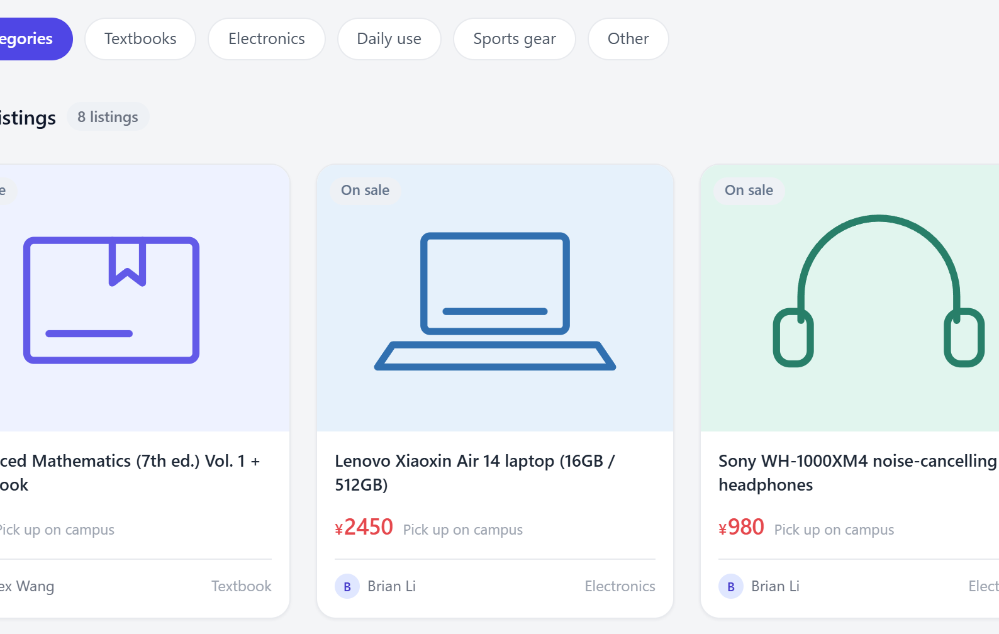 egories
Textbooks
Electronics
Daily use
Sports gear
Other
istings
8 listings
e
On sale
On sale
ced Mathematics (7th ed.) Vol. 1 +
ook
Pick up on campus
ex Wang
Textbook
Lenovo Xiaoxin Air 14 laptop (16GB /
512GB)
¥2450 Pick up on campus
B Brian Li
Electronics
Sony WH-1000XM4 noise-cancelling
headphones
¥980 Pick up on campus
B Brian Li
Elect